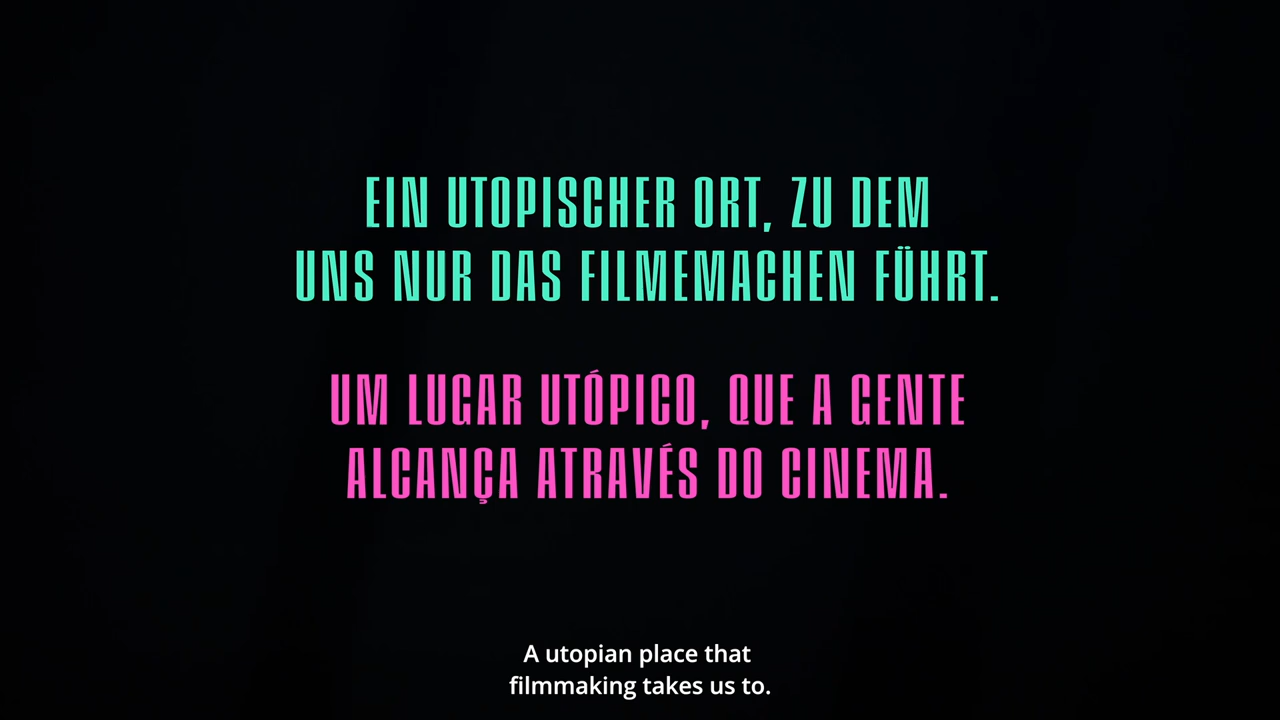 EIN UTOPISCHER ORT, ZU DEM
UNS NUR DAS FILMEMACHEN FÜHRT.
UM LUGAR UTÓPICO, QUE A GENTE
ALCANÇA ATRAVÉS DO CINEMA.
A utopian place that
filmmaking takes us to.